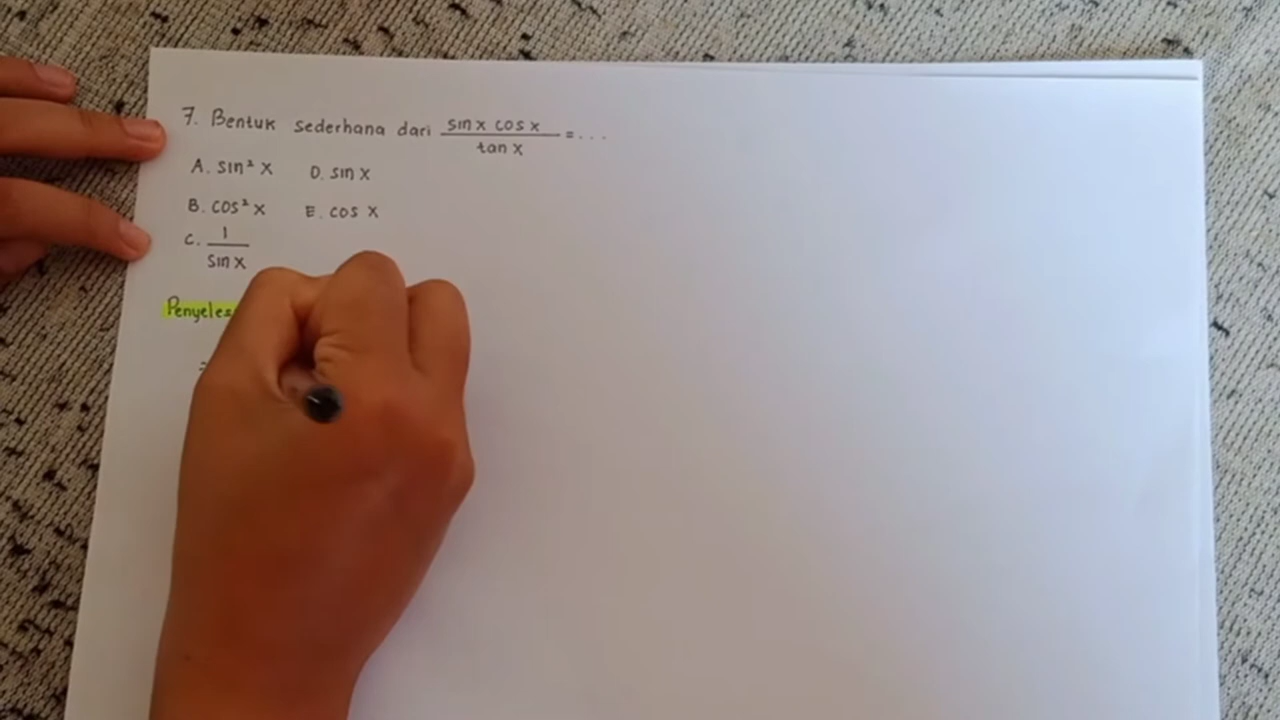 7. Bentuk sederhana dari sin x cos x / tan x = ...
A. sin² x D. sin x
B. cos² x E. cos x
C. 1 / sin x
=